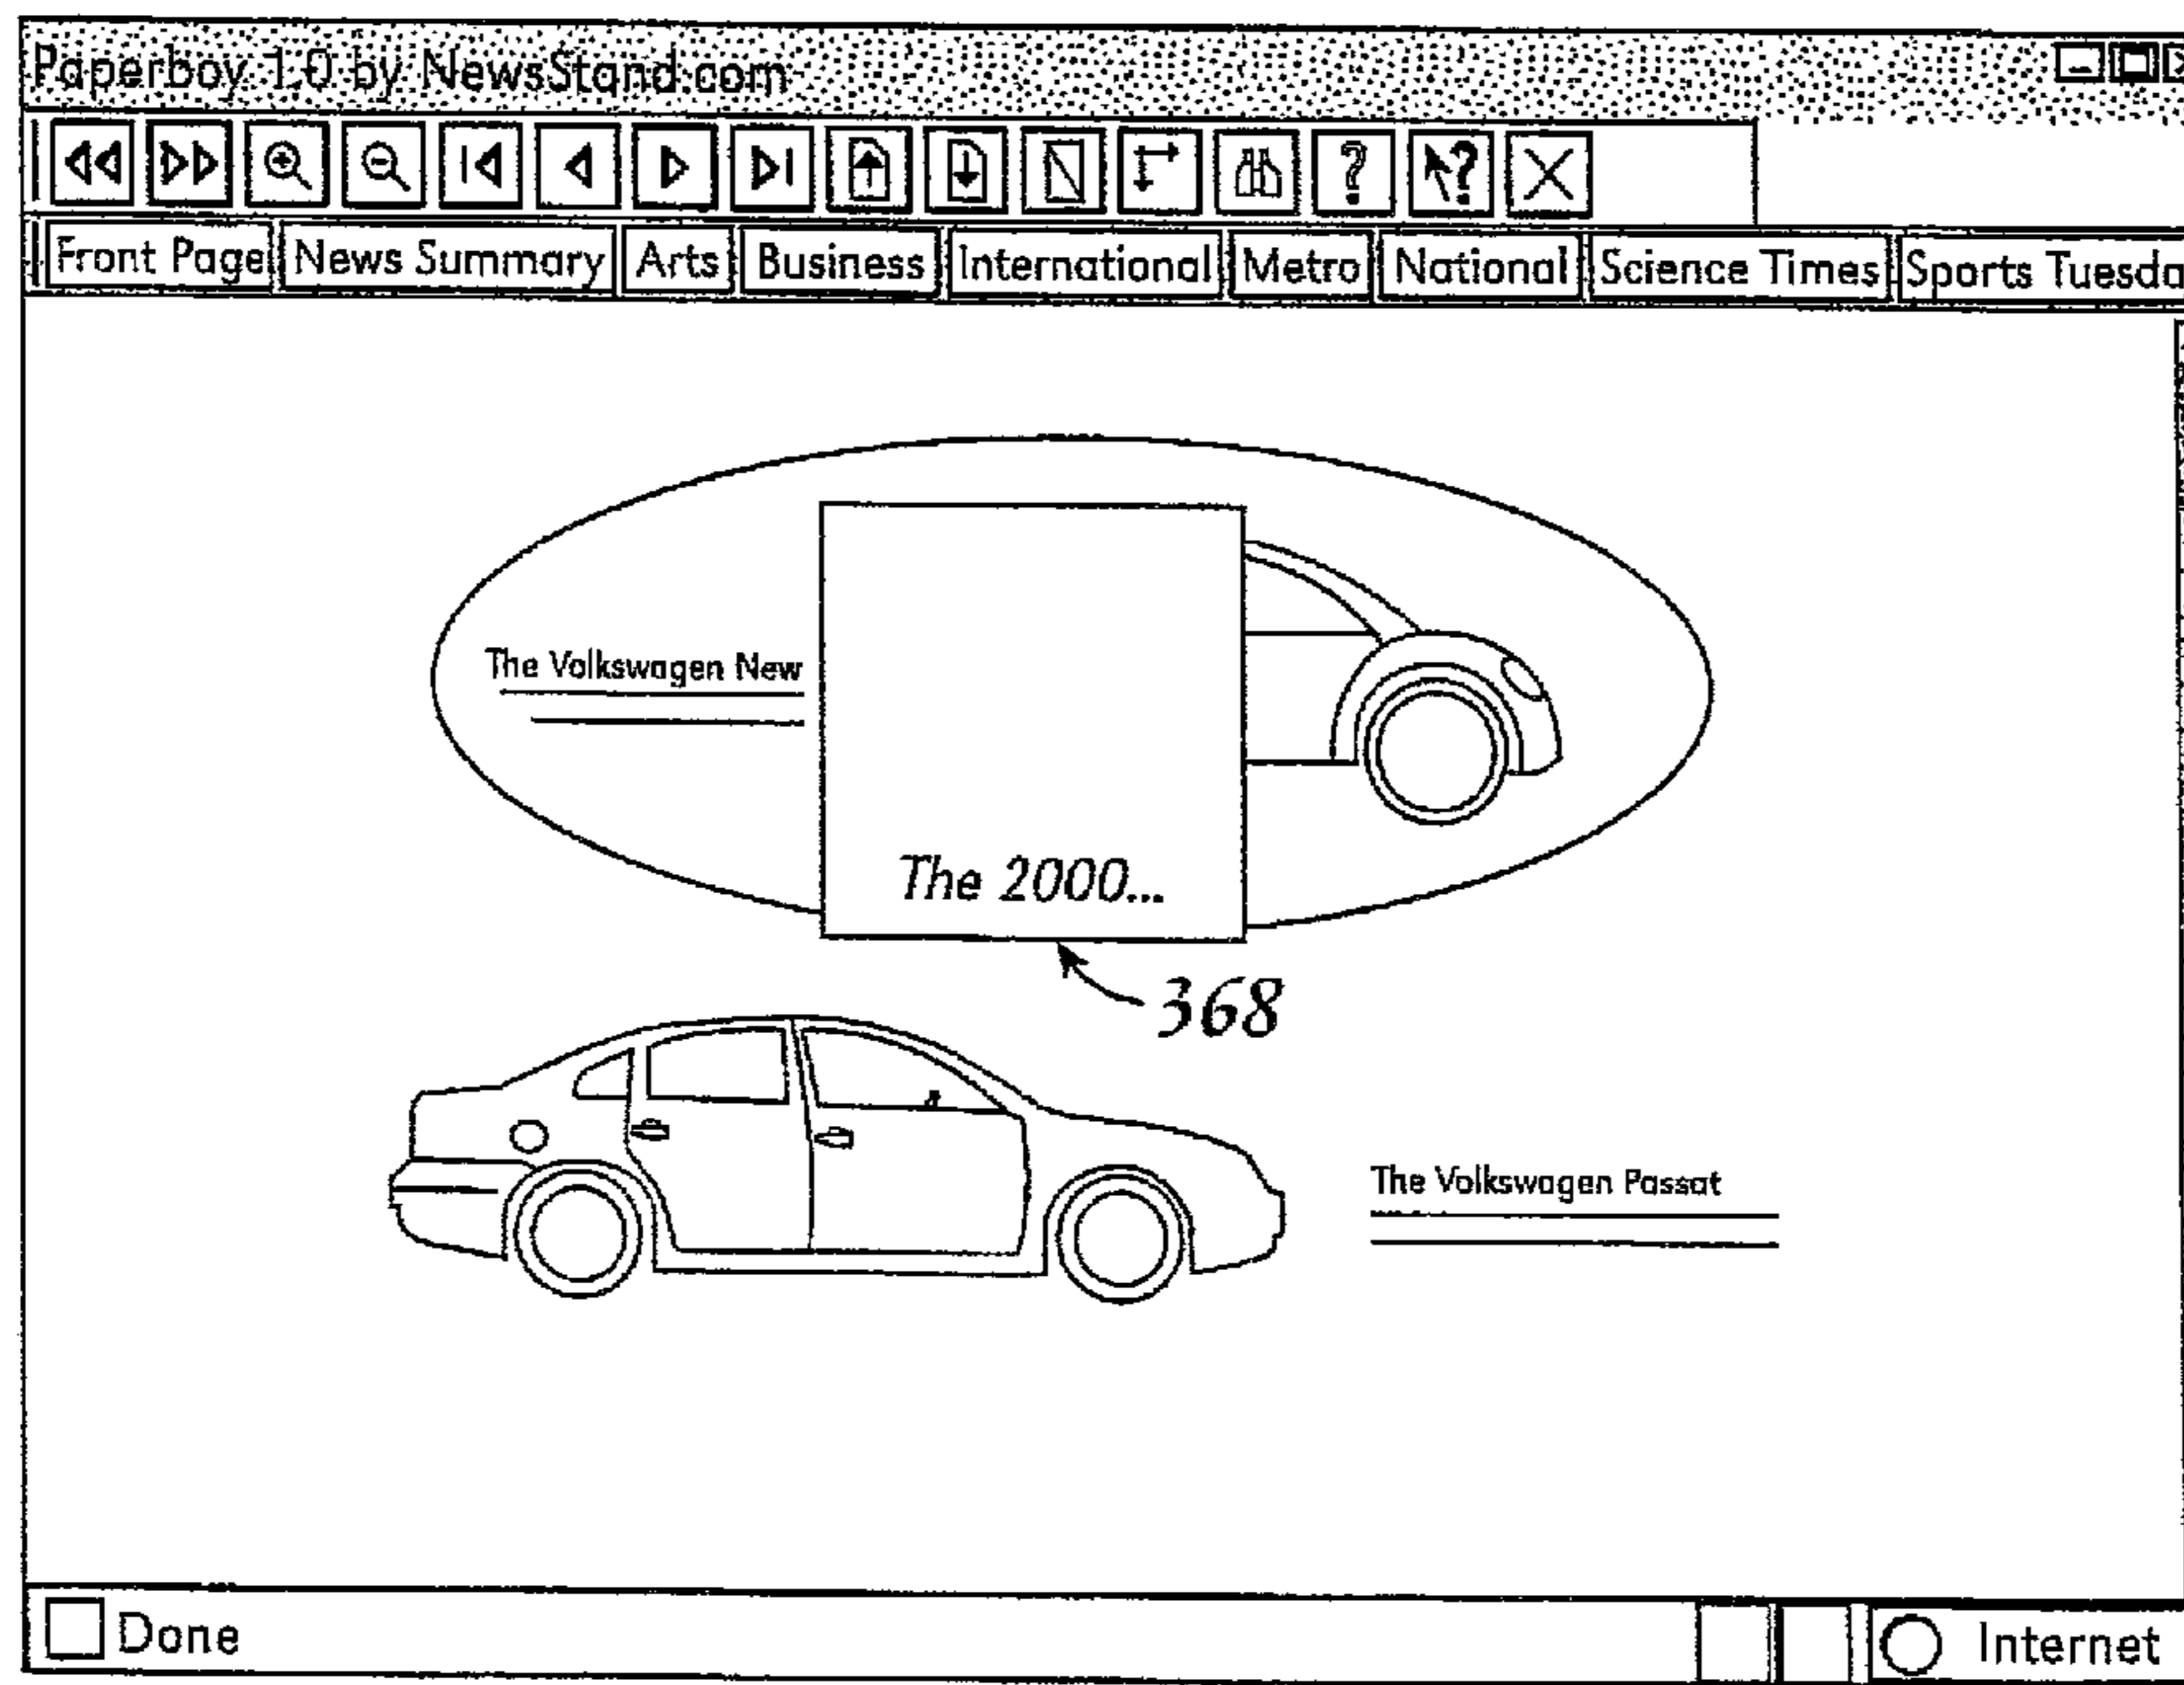 Paperboy 1.0 by NewsStand.com
Front Page News Summary Arts Business International Metro National Science Times Sports Tuesda
The Volkswagen New
The 2000...
368
The Volkswagen Passat
Done Internet